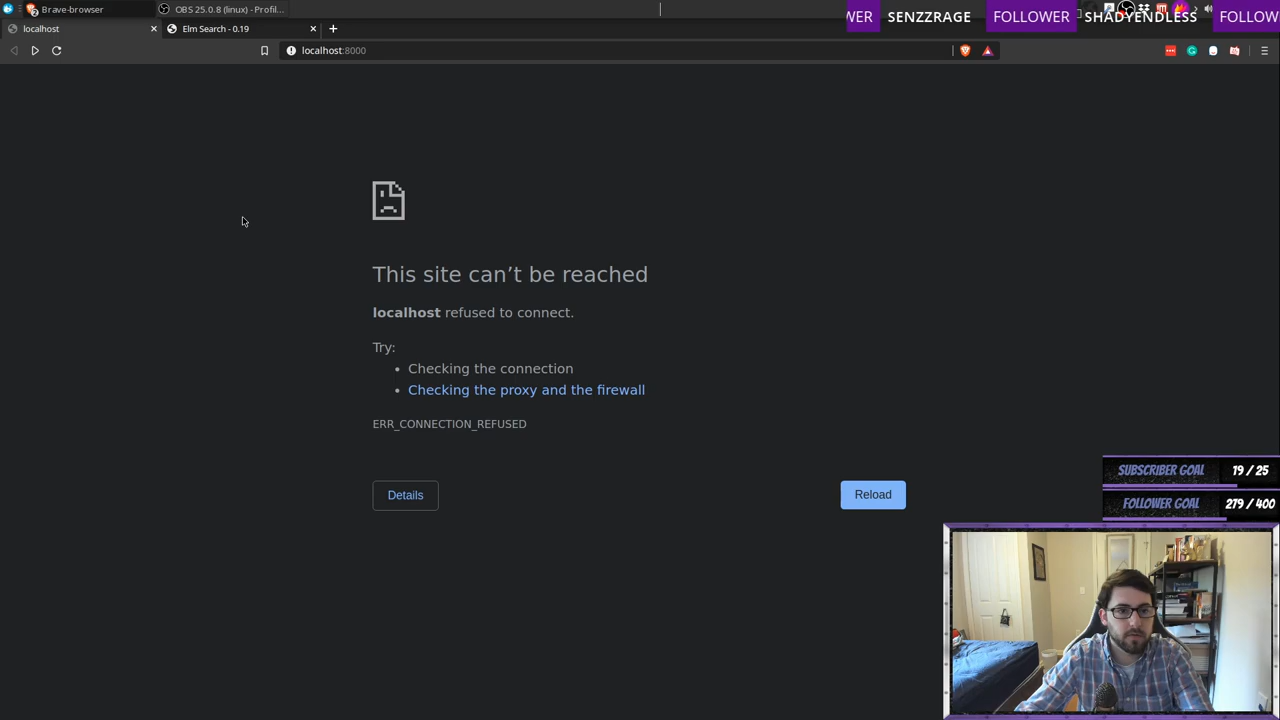 Brave-browser
OBS 25.0.8 (linux) - Profil...
WER SENZZRAGE FOLLOWER SHADYENDLESS FOLLOW
localhost
Elm Search - 0.19
localhost:8000
This site can’t be reached
localhost refused to connect.
Try:
Checking the connection
Checking the proxy and the firewall
ERR_CONNECTION_REFUSED
Details
Reload
SUBSCRIBER GOAL 19 / 25
FOLLOWER GOAL 279 / 400